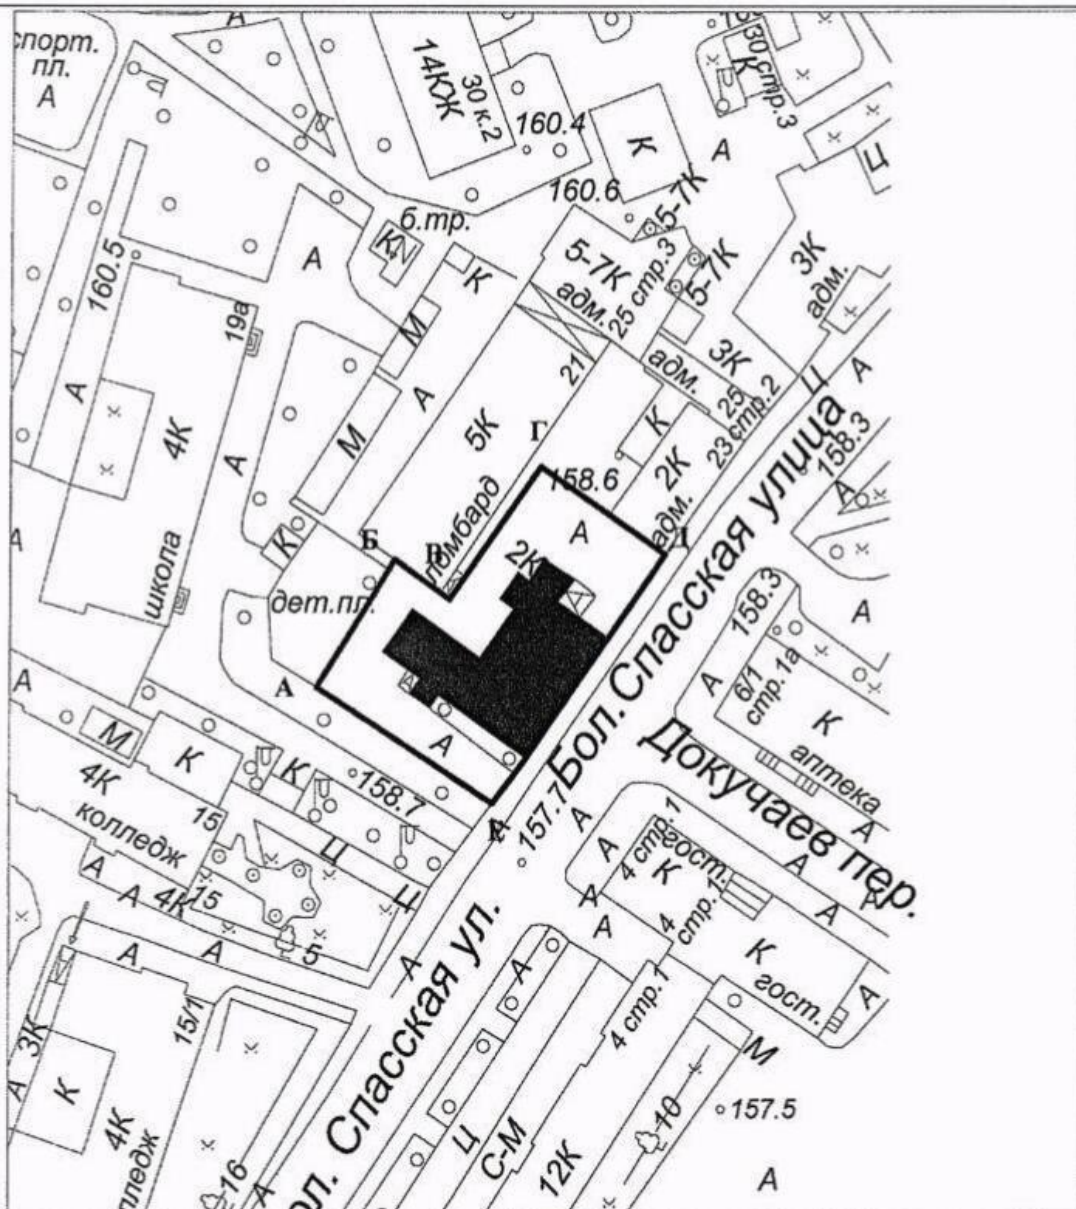 спорт.
пл.
А
14КЖ
30 к.2
160.4
К
30 стр.3
К
А
Ц
160.6
5-7К
б.тр.
К
А
160.5
К
5-7К
адм.
25 стр.3
5-7К
3К
адм.
19а
М
А
21
адм.
3К
25 стр.2
Ц
А
А
4К
М
5К
Г
К
2К
адм.
23
158.6
158.3
А
А
А
школа
К
Б
В
ломбард
2К
А
Д
Бол. Спасская улица
дет.пл.
А
158.3
А
А
6/1
стр.1а
К
аптека
А
А
М
К
К
158.7
А
4К
колледж
15
Ц
Ц
Е
А
157.7
А
Докучаев пер.
А
А
А
А
4 стр.1
гост.
К
4
стр.1
А
А
А
4К
15
А
5
А
А
А
К
гост.
А
3К
15/1
Бол. Спасская ул.
А
4 стр.1
М
А
К
4К
колледж
16
А
Ц
С-М
12К
10
157.5
А